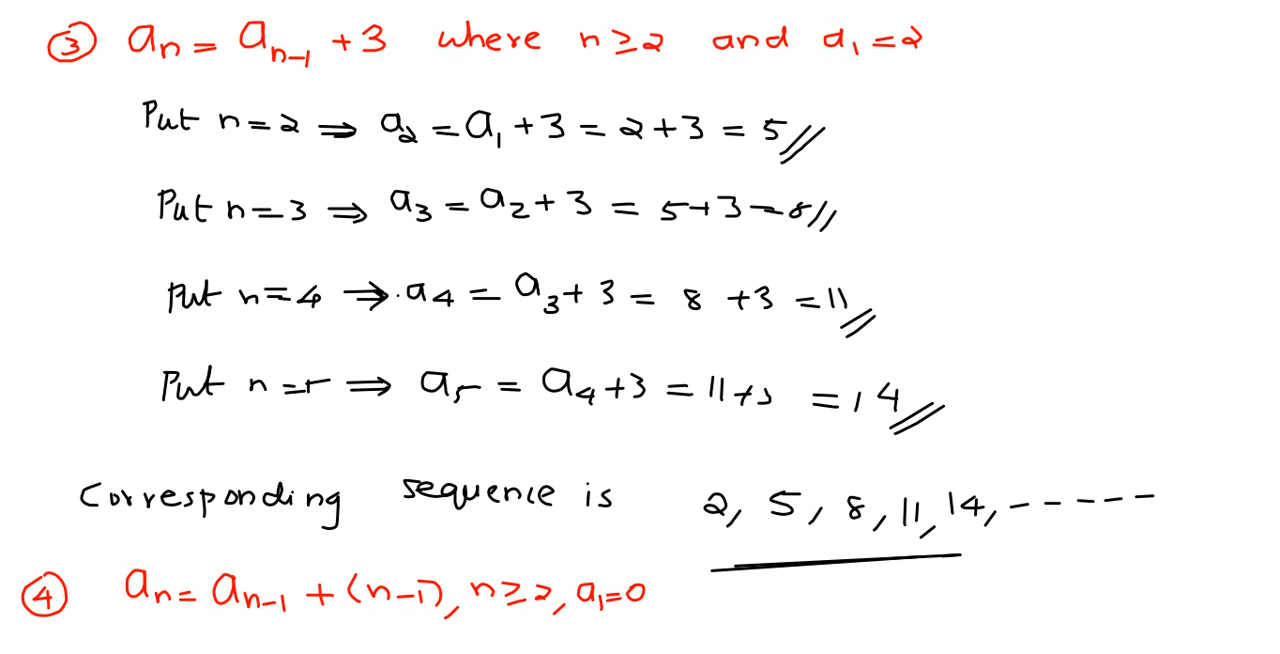 ③ aₙ = aₙ₋₁ + 3 where n ≥ 2 and a₁ = 2
Put n = 2 ⇒ a₂ = a₁ + 3 = 2 + 3 = 5//
Put n = 3 ⇒ a₃ = a₂ + 3 = 5 + 3 = 8//
Put n = 4 ⇒ a₄ = a₃ + 3 = 8 + 3 = 11//
Put n = 5 ⇒ a₅ = a₄ + 3 = 11 + 3 = 14//
Corresponding sequence is 2, 5, 8, 11, 14, - - - - -
④ aₙ = aₙ₋₁ + (n-1), n ≥ 2, a₁ = 0